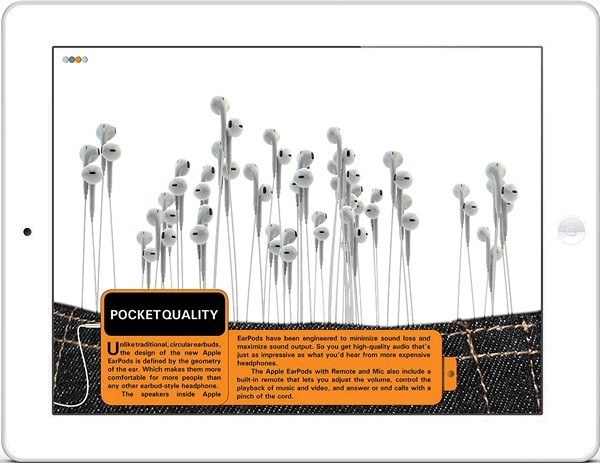 POCKETQUALITY
Unlike traditional, circular earbuds,
the design of the new Apple
EarPods is defined by the geometry
of the ear. Which makes them more
comfortable for more people than
any other earbud-style headphone.
The speakers inside Apple
EarPods have been engineered to minimize sound loss and
maximize sound output. So you get high-quality audio that's
just as impressive as what you'd hear from more expensive
headphones.
The Apple EarPods with Remote and Mic also include a
built-in remote that lets you adjust the volume, control the
playback of music and video, and answer or end calls with a
pinch of the cord.